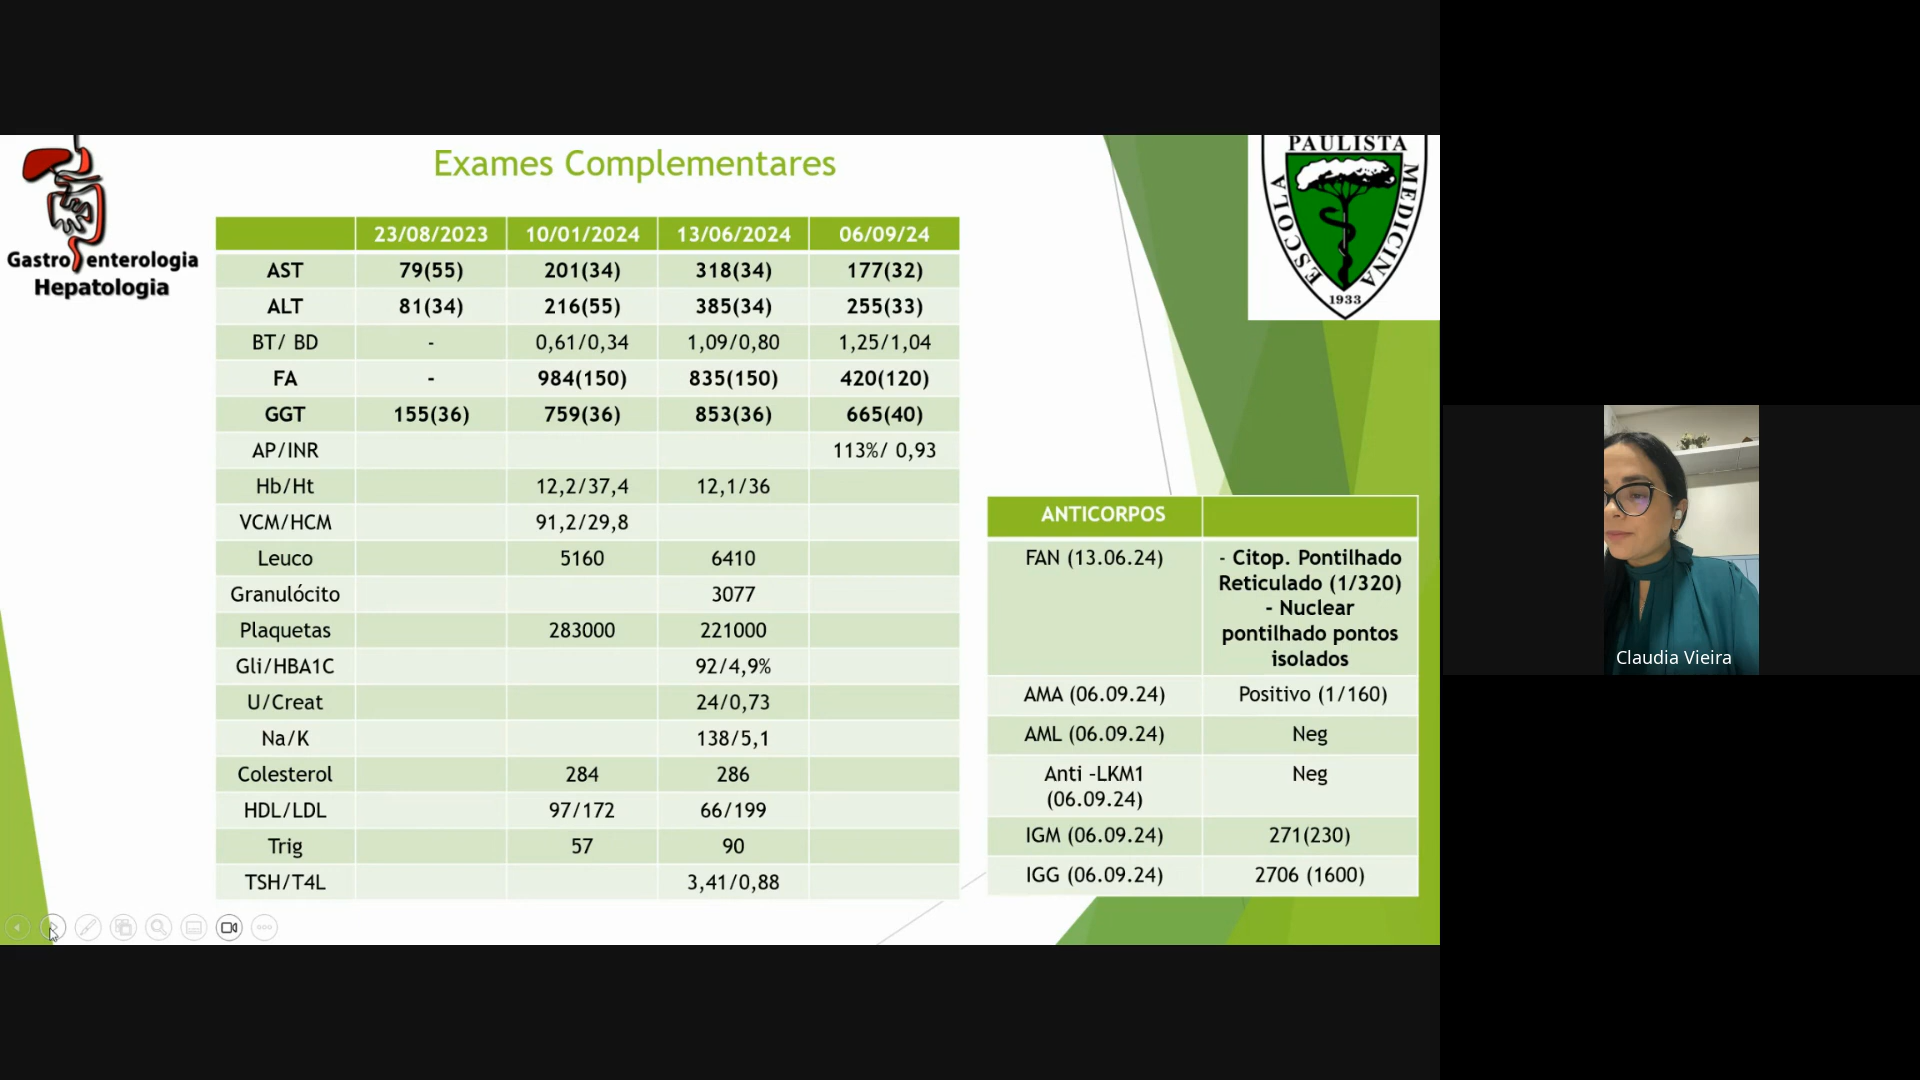 Exames Complementares
Gastroenterologia
Hepatologia
ESCOLA PAULISTA MEDICINA
1933
23/08/2023 10/01/2024 13/06/2024 06/09/24
AST 79(55) 201(34) 318(34) 177(32)
ALT 81(34) 216(55) 385(34) 255(33)
BT/ BD - 0,61/0,34 1,09/0,80 1,25/1,04
FA - 984(150) 835(150) 420(120)
GGT 155(36) 759(36) 853(36) 665(40)
AP/INR 113%/ 0,93
Hb/Ht 12,2/37,4 12,1/36
VCM/HCM 91,2/29,8
Leuco 5160 6410
Granulócito 3077
Plaquetas 283000 221000
Gli/HBA1C 92/4,9%
U/Creat 24/0,73
Na/K 138/5,1
Colesterol 284 286
HDL/LDL 97/172 66/199
Trig 57 90
TSH/T4L 3,41/0,88
ANTICORPOS
FAN (13.06.24) - Citop. Pontilhado
Reticulado (1/320)
- Nuclear
pontilhado pontos
isolados
AMA (06.09.24) Positivo (1/160)
AML (06.09.24) Neg
Anti -LKM1 Neg
(06.09.24)
IGM (06.09.24) 271(230)
IGG (06.09.24) 2706 (1600)
Claudia Vieira